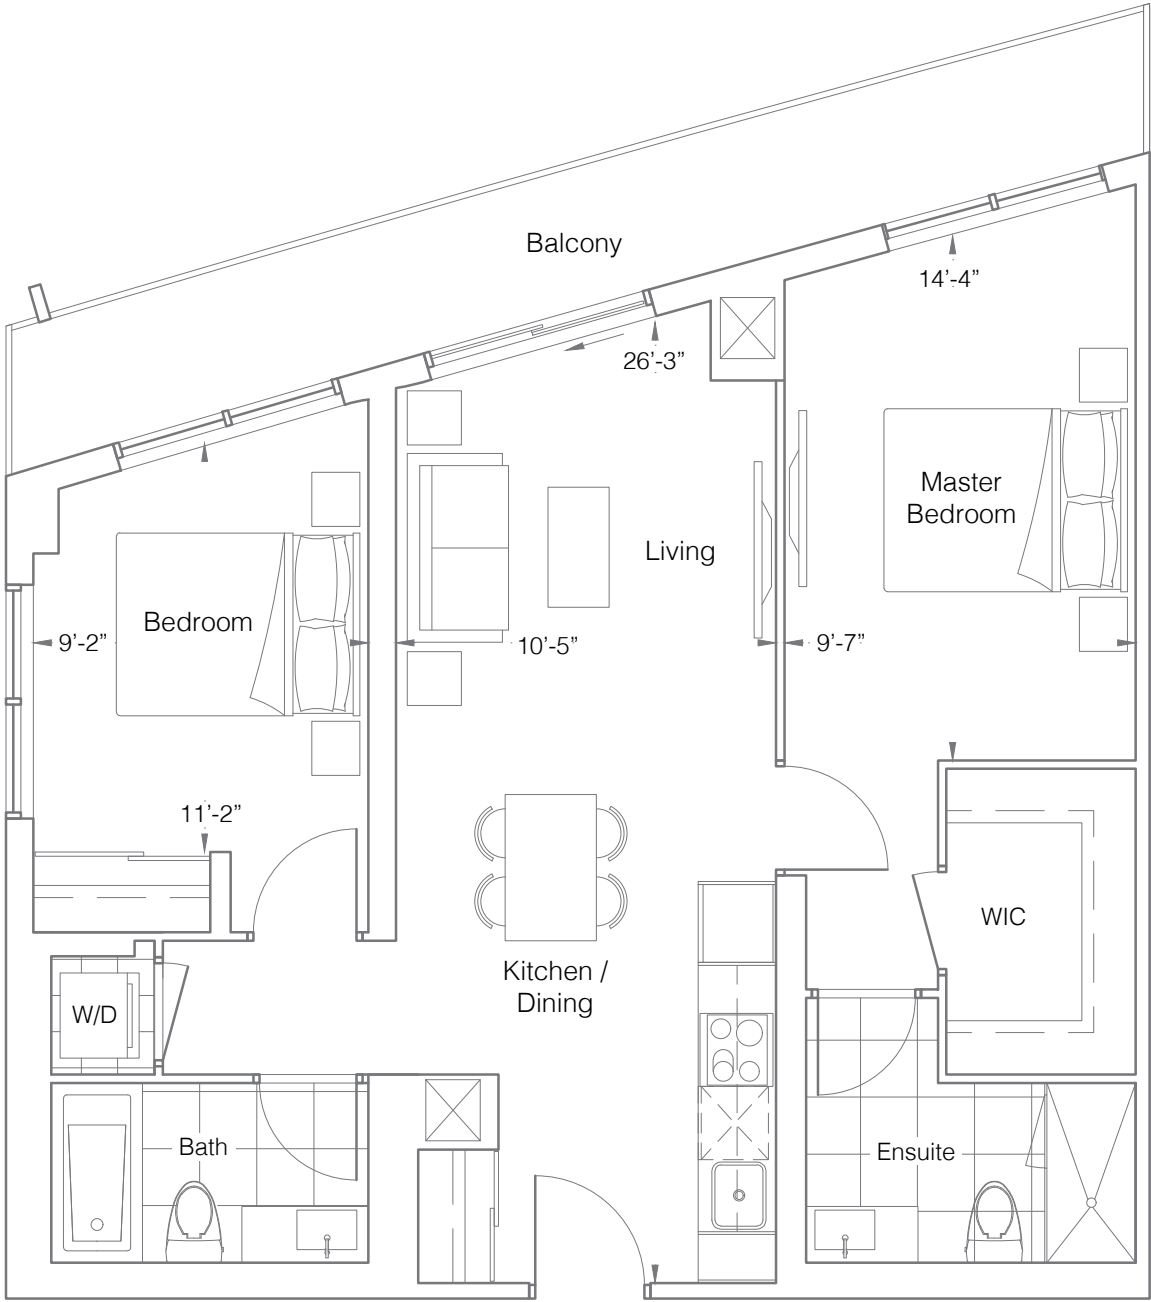 Balcony
14'-4”
26'-3”
Master
Bedroom
Living
Bedroom
9'-2”
10'-5”
9'-7”
11'-2”
WIC
Kitchen /
Dining
W/D
Bath
Ensuite